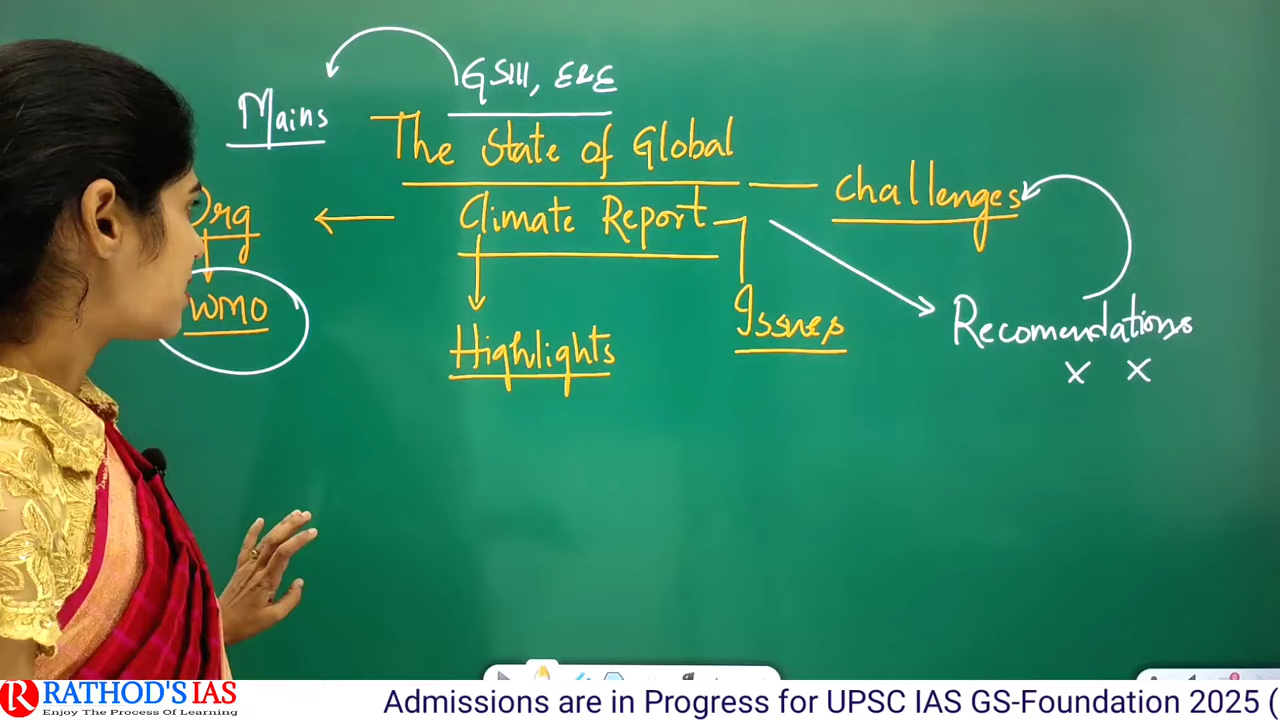 GSIII, E&E
Mains
The State of Global
Climate Report
Challenges
Org
WMO
Highlights
Issues
Recomendations
x x
RATHOD'S IAS
Enjoy The Process Of Learning
Admissions are in Progress for UPSC IAS GS-Foundation 2025 (